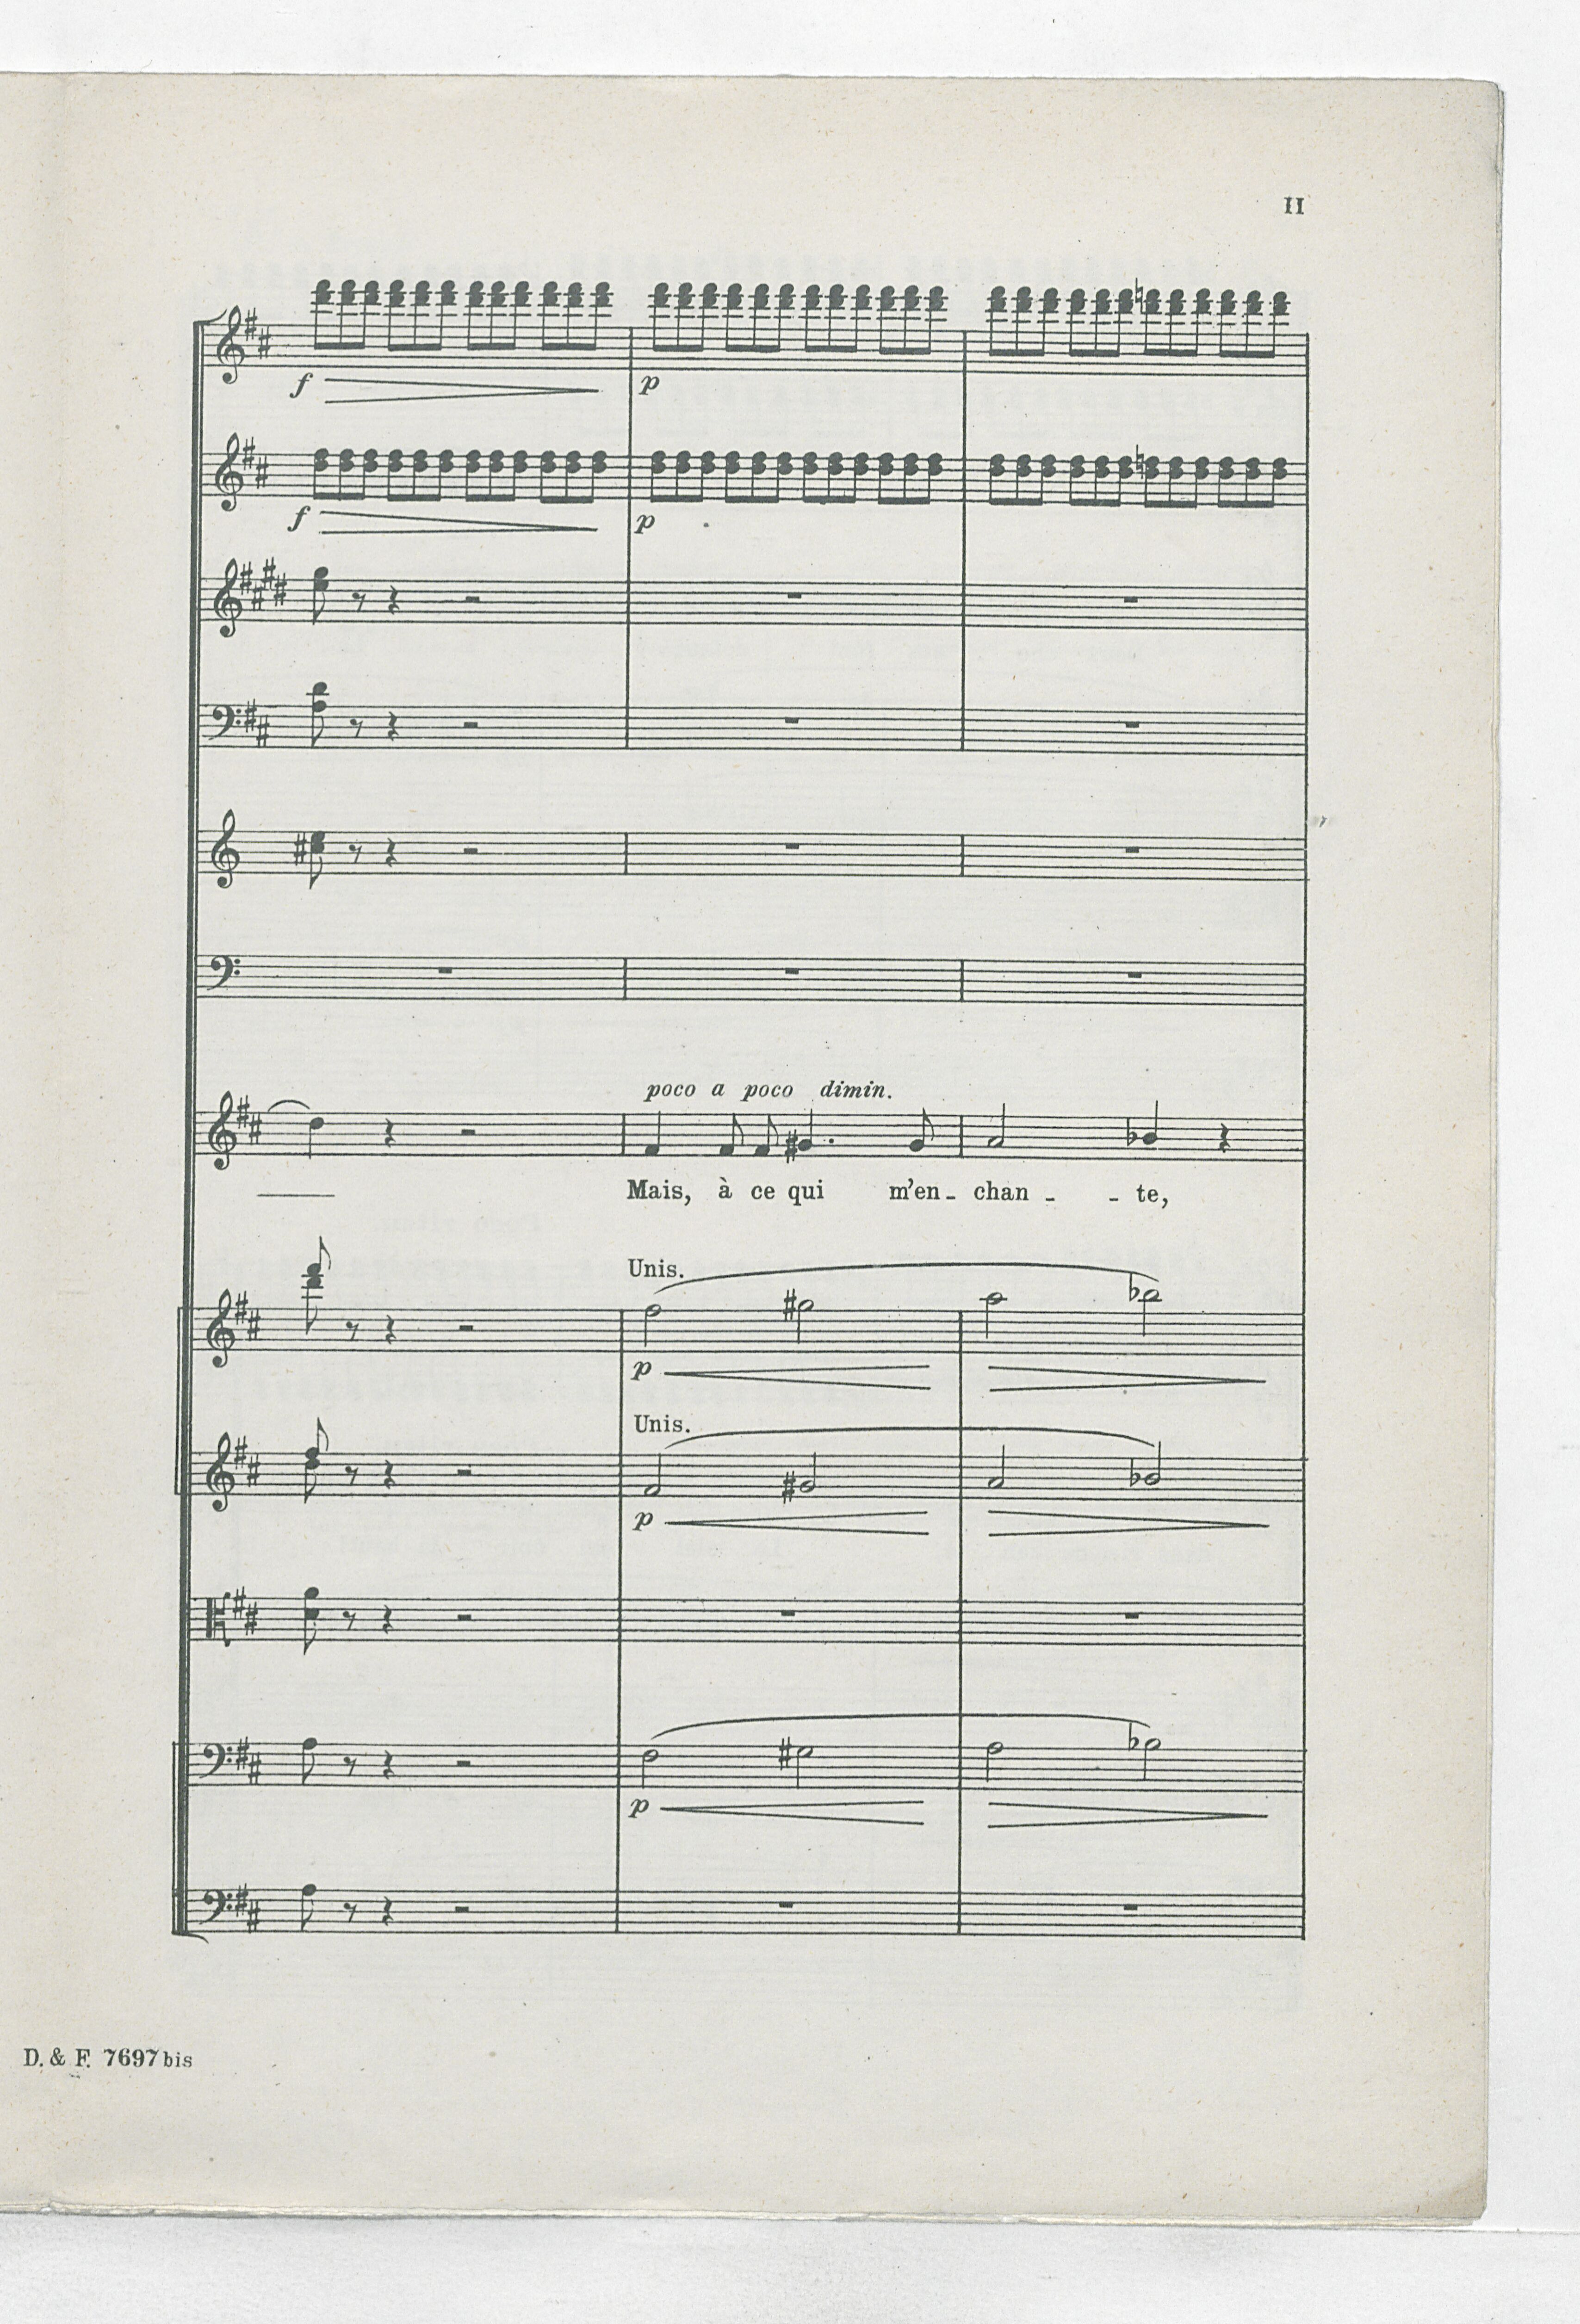 11
f
p
f
p
poco a poco dimin.
Mais, à ce qui m'en - chan - - te,
Unis.
p
Unis.
p
p
D. & F. 7697 bis